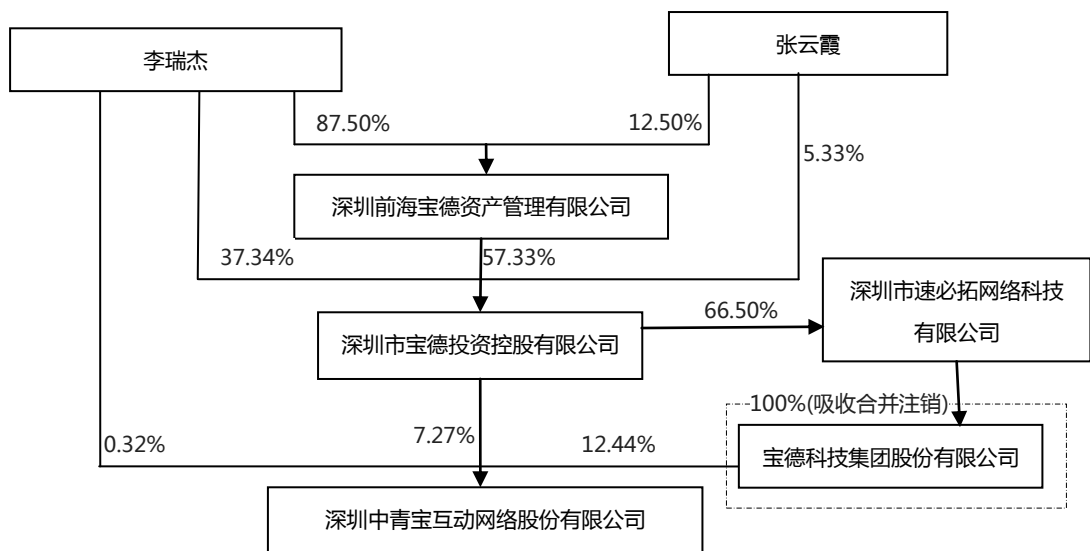 李瑞杰
张云霞
87.50%
12.50%
5.33%
深圳前海宝德资产管理有限公司
37.34%
57.33%
深圳市速必拓网络科技
有限公司
66.50%
深圳市宝德投资控股有限公司
100%(吸收合并注销)
0.32%
7.27%
12.44%
宝德科技集团股份有限公司
深圳中青宝互动网络股份有限公司